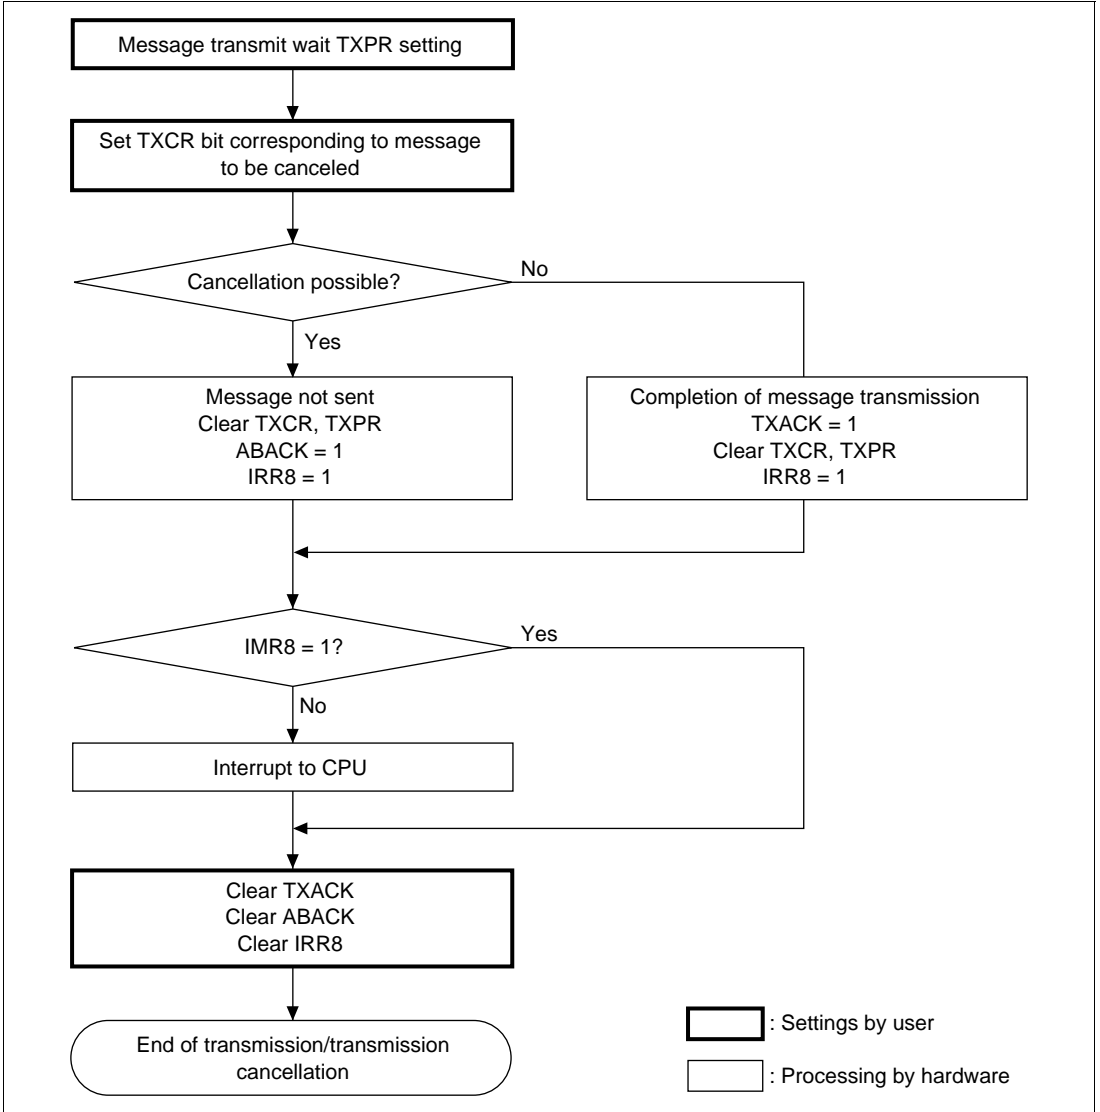 Message transmit wait TXPR setting
Set TXCR bit corresponding to message
to be canceled
Cancellation possible?
No
Yes
Message not sent
Clear TXCR, TXPR
ABACK = 1
IRR8 = 1
Completion of message transmission
TXACK = 1
Clear TXCR, TXPR
IRR8 = 1
IMR8 = 1?
Yes
No
Interrupt to CPU
Clear TXACK
Clear ABACK
Clear IRR8
End of transmission/transmission
cancellation
: Settings by user
: Processing by hardware